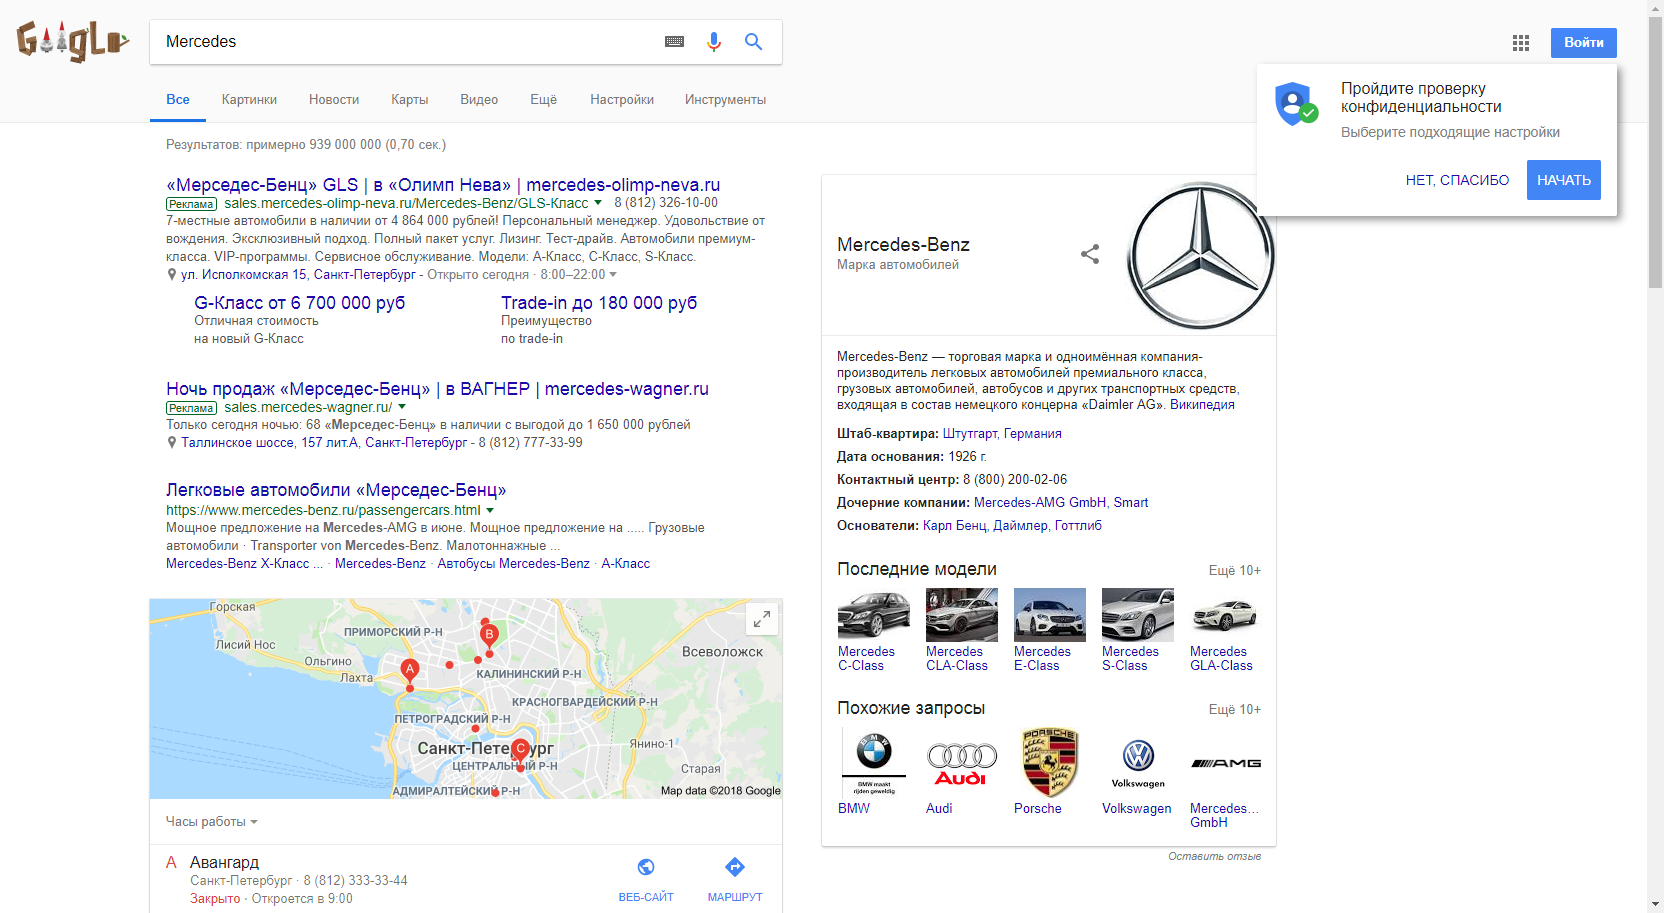 Mercedes
Войти
Все Картинки Новости Карты Видео Ещё Настройки Инструменты
Пройдите проверку
конфиденциальности
Выберите подходящие настройки
НЕТ, СПАСИБО НАЧАТЬ
Результатов: примерно 939 000 000 (0,70 сек.)
«Мерседес-Бенц» GLS | в «Олимп Нева» | mercedes-olimp-neva.ru
Реклама sales.mercedes-olimp-neva.ru/Mercedes-Benz/GLS-Класс 8 (812) 326-10-00
7-местные автомобили в наличии от 4 864 000 рублей! Персональный менеджер. Удовольствие от
вождения. Эксклюзивный подход. Полный пакет услуг. Лизинг. Тест-драйв. Автомобили премиум-
класса. VIP-программы. Сервисное обслуживание. Модели: A-Класс, C-Класс, S-Класс.
ул. Исполкомская 15, Санкт-Петербург - Открыто сегодня · 8:00–22:00
G-Класс от 6 700 000 руб
Отличная стоимость
на новый G-Класс
Trade-in до 180 000 руб
Преимущество
по trade-in
Ночь продаж «Мерседес-Бенц» | в ВАГНЕР | mercedes-wagner.ru
Реклама sales.mercedes-wagner.ru/
Только сегодня ночью: 68 «Мерседес-Бенц» в наличии с выгодой до 1 650 000 рублей
Таллинское шоссе, 157 лит.А, Санкт-Петербург - 8 (812) 777-33-99
Легковые автомобили «Мерседес-Бенц»
https://www.mercedes-benz.ru/passengercars.html
Мощное предложение на Mercedes-AMG в июне. Мощное предложение на ..... Грузовые
автомобили · Transporter von Mercedes-Benz. Малотоннажные ...
Mercedes-Benz X-Класс ... · Mercedes-Benz · Автобусы Mercedes-Benz · А-Класс
Горская
Лисий Нос
ПРИМОРСКИЙ Р-Н
B
Ольгино
Лахта
A
Всеволожск
КАЛИНИНСКИЙ Р-Н
КРАСНОГВАРДЕЙСКИЙ Р-Н
ПЕТРОГРАДСКИЙ Р-Н
Санкт-Петербург
C
Янино-1
ЦЕНТРАЛЬНЫЙ Р-Н
Старая
АДМИРАЛТЕЙСКИЙ Р-Н
Map data ©2018 Google
Часы работы
A Авангард
Санкт-Петербург · 8 (812) 333-33-44
Закрыто · Откроется в 9:00
ВЕБ-САЙТ МАРШРУТ
Mercedes-Benz
Марка автомобилей
Mercedes-Benz — торговая марка и одноимённая компания-
производитель легковых автомобилей премиального класса,
грузовых автомобилей, автобусов и других транспортных средств,
входящая в состав немецкого концерна «Daimler AG». Википедия
Штаб-квартира: Штутгарт, Германия
Дата основания: 1926 г.
Контактный центр: 8 (800) 200-02-06
Дочерние компании: Mercedes-AMG GmbH, Smart
Основатели: Карл Бенц, Даймлер, Готтлиб
Последние модели Ещё 10+
Mercedes C-Class
Mercedes CLA-Class
Mercedes E-Class
Mercedes S-Class
Mercedes GLA-Class
Похожие запросы Ещё 10+
BMW
BMW maakt
rijden geweldig
Audi
PORSCHE
Volkswagen
AMG
BMW
Audi
Porsche
Volkswagen
Mercedes...
GmbH
Оставить отзыв